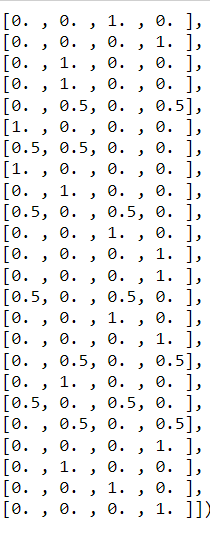 [0. , 0. , 1. , 0. ],
[0. , 0. , 0. , 1. ],
[0. , 1. , 0. , 0. ],
[0. , 1. , 0. , 0. ],
[0. , 0.5, 0. , 0.5],
[1. , 0. , 0. , 0. ],
[0.5, 0.5, 0. , 0. ],
[1. , 0. , 0. , 0. ],
[0. , 1. , 0. , 0. ],
[0.5, 0. , 0.5, 0. ],
[0. , 0. , 1. , 0. ],
[0. , 0. , 0. , 1. ],
[0. , 0. , 0. , 1. ],
[0.5, 0. , 0.5, 0. ],
[0. , 0. , 1. , 0. ],
[0. , 0. , 0. , 1. ],
[0. , 0.5, 0. , 0.5],
[0. , 1. , 0. , 0. ],
[0.5, 0. , 0.5, 0. ],
[0. , 0.5, 0. , 0.5],
[0. , 0. , 0. , 1. ],
[0. , 1. , 0. , 0. ],
[0. , 0. , 1. , 0. ],
[0. , 0. , 0. , 1. ]])